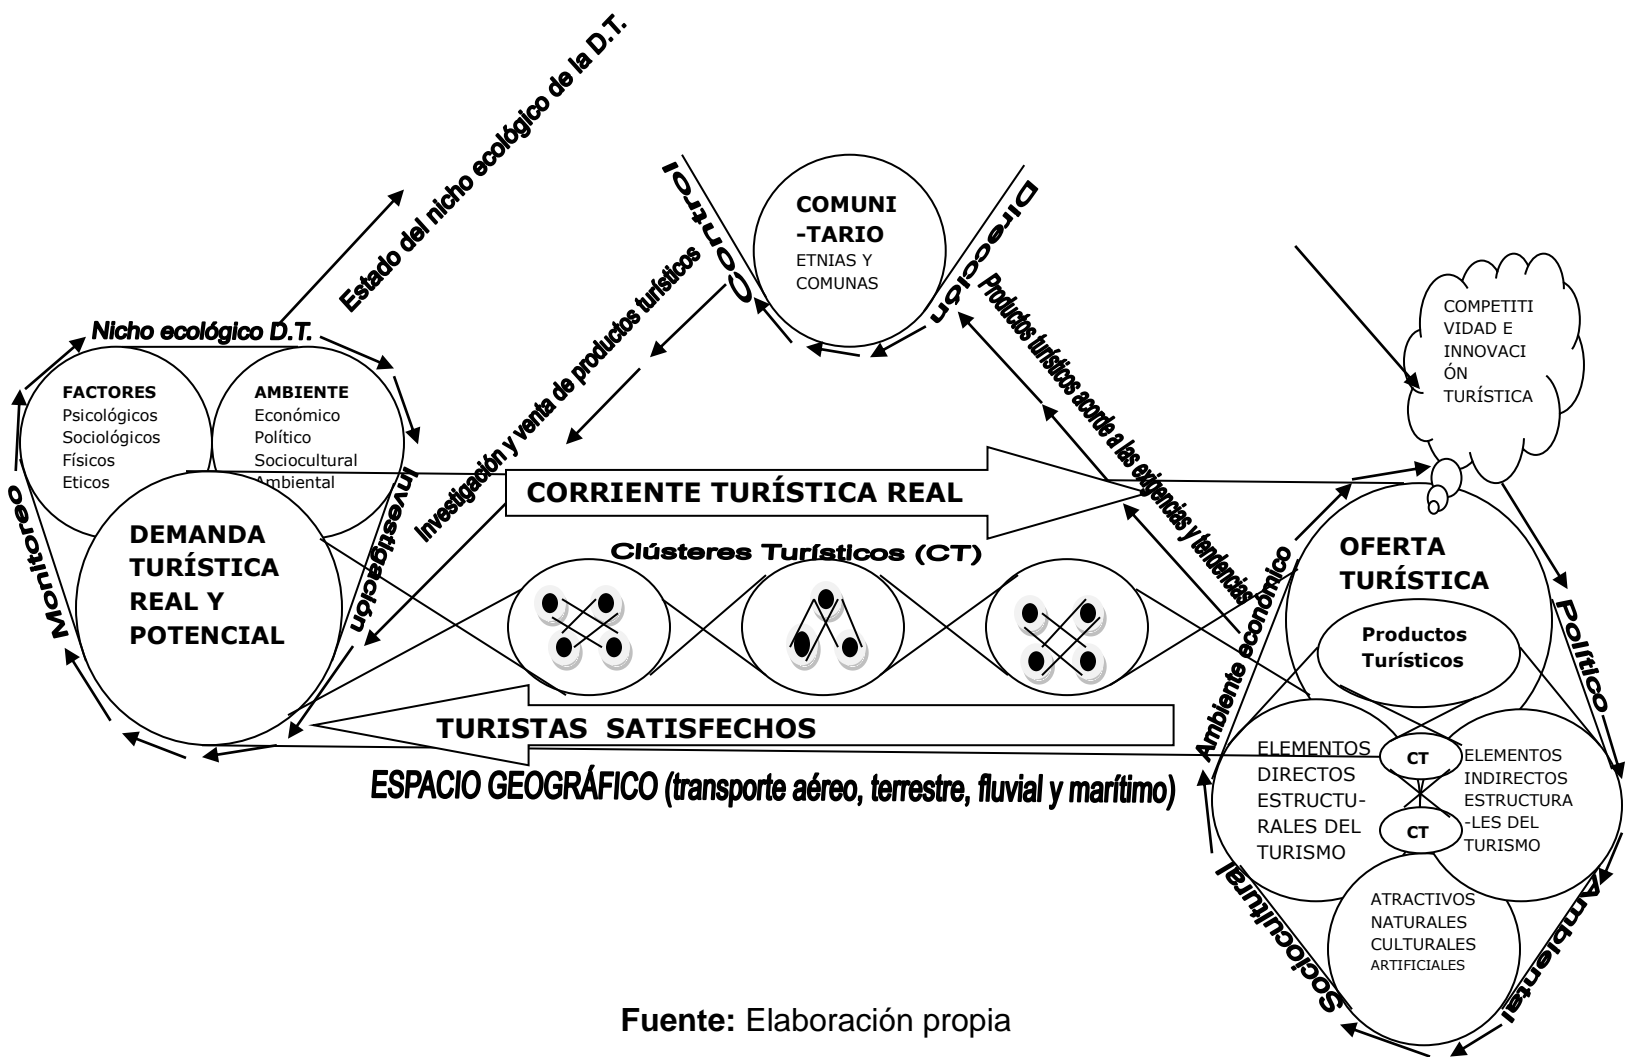 Estado del nicho ecológico de la D.T.
Control
COMUNI
-TARIO
ETNIAS Y
COMUNAS
Dirección
Nicho ecológico D.T.
FACTORES
Psicológicos
Sociológicos
Físicos
Eticos
AMBIENTE
Económico
Político
Sociocultural
Ambiental
Monitoreo
Investigación
DEMANDA
TURÍSTICA
REAL Y
POTENCIAL
Investigación y venta de productos turísticos
Productos turísticos acorde a las exigencias y tendencias
CORRIENTE TURÍSTICA REAL
Clústeres Turísticos (CT)
TURISTAS SATISFECHOS
ESPACIO GEOGRÁFICO (transporte aéreo, terrestre, fluvial y marítimo)
COMPETITI
VIDAD E
INNOVACI
ÓN
TURÍSTICA
Ambiente económico
OFERTA
TURÍSTICA
Productos
Turísticos
Político
ELEMENTOS
DIRECTOS
ESTRUCTU-
RALES DEL
TURISMO
CT
CT
ELEMENTOS
INDIRECTOS
ESTRUCTURA
-LES DEL
TURISMO
Sociocultural
Ambiental
ATRACTIVOS
NATURALES
CULTURALES
ARTIFICIALES
Fuente: Elaboración propia